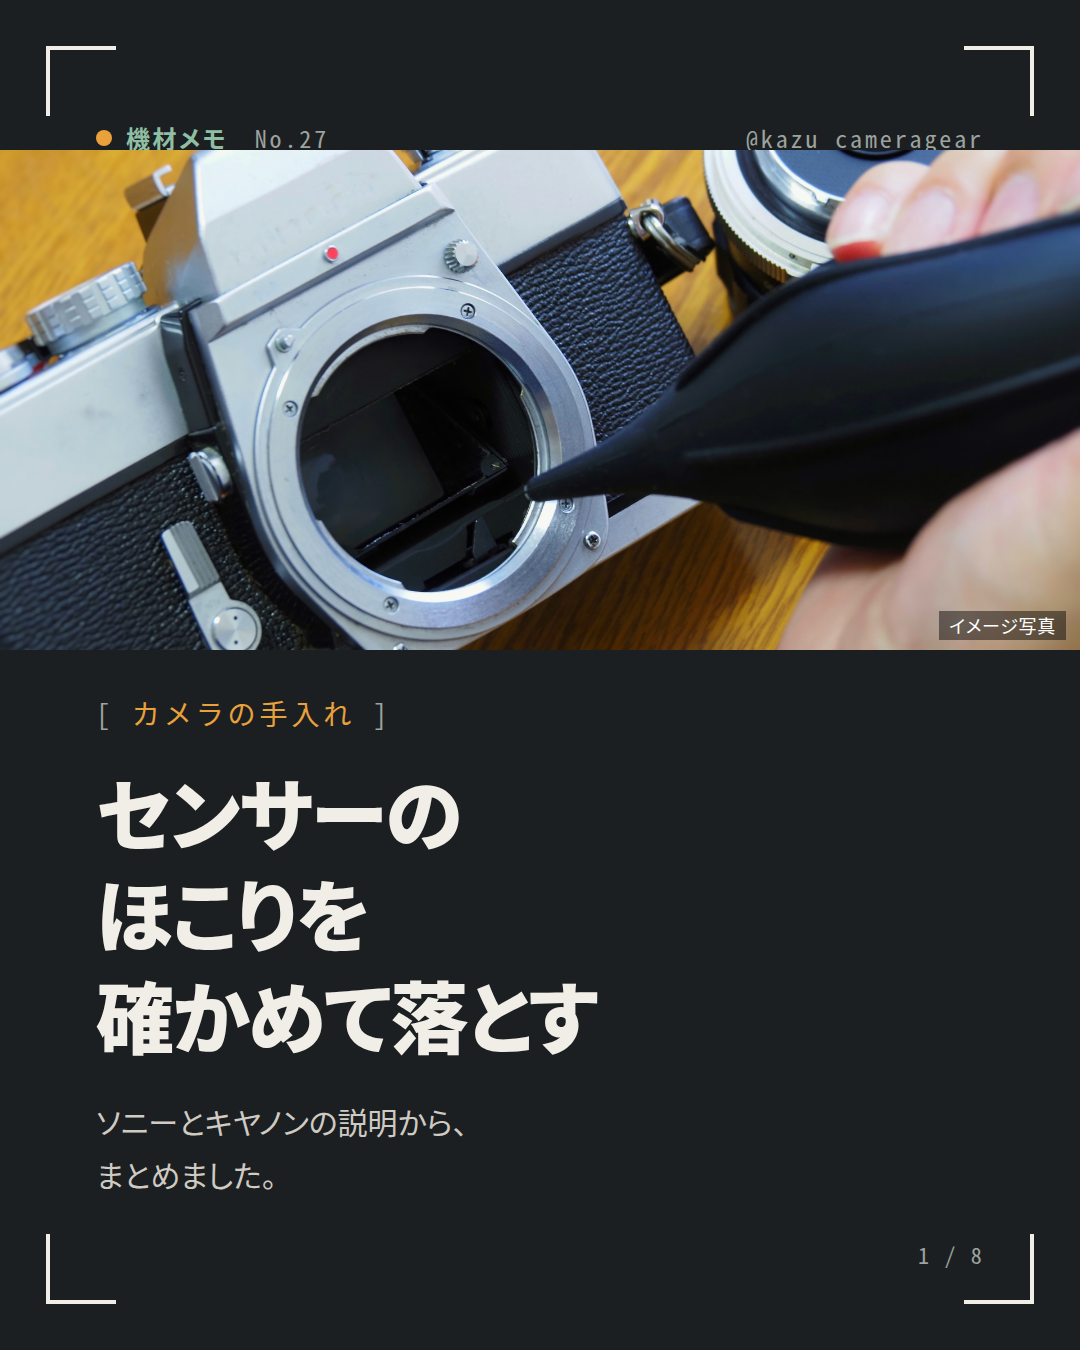 機材メモ No.27
@kazu_cameragear
イメージ写真
[ カメラの手入れ ]
センサーの
ほこりを
確かめて落とす
ソニーとキヤノンの説明から、
まとめました。
1 / 8